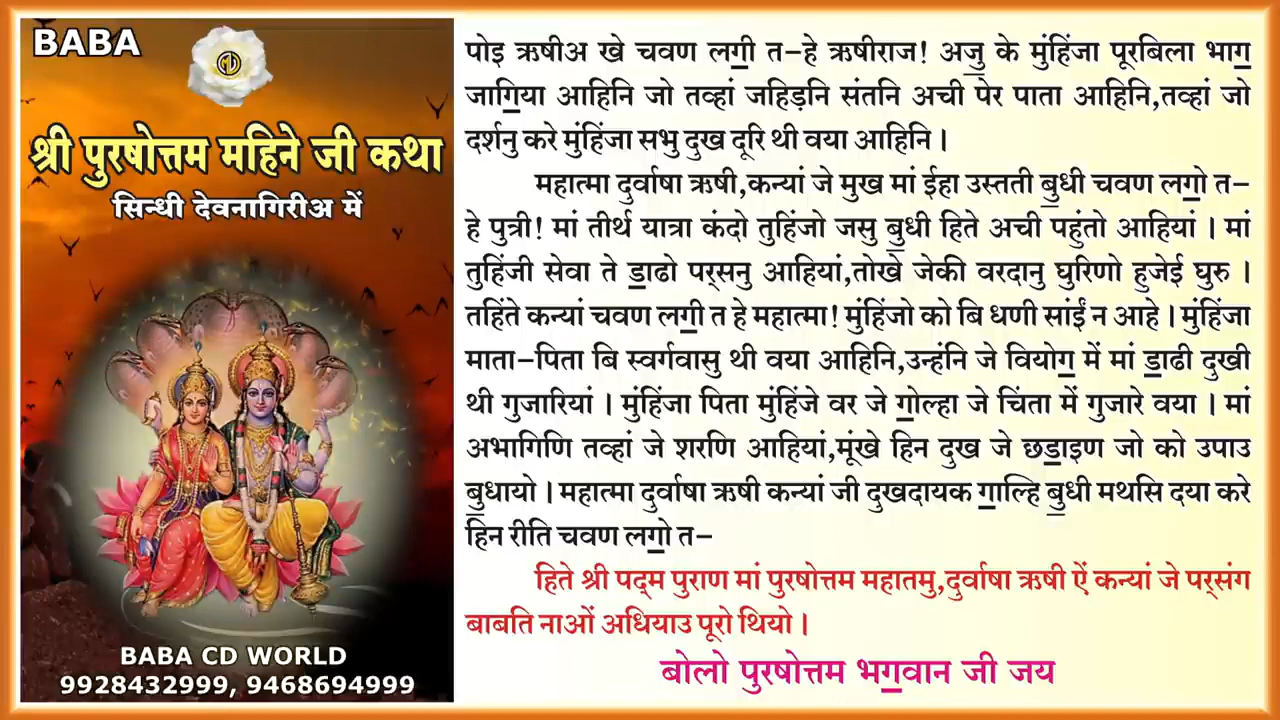 BABA
श्री पुरषोत्तम महिने जी कथा
सिन्धी देवनागिरीअ में
BABA CD WORLD
9928432999, 9468694999
पोइ ऋषीअ खे चवण लग॒ी त–हे ऋषीराज! अजु॒ के मुंहिंजा पूरबिला भाग॒
जाग॒िया आहिनि जो तव्हां जहिड़नि संतनि अची पेर पाता आहिनि,तव्हां जो
दर्शनु करे मुंहिंजा सभु दुख दूरि थी वया आहिनि।
महात्मा दुर्वाषा ऋषी,कन्यां जे मुख मां ईहा उस्तती बु॒धी चवण लग॒ो त–
हे पुत्री! मां तीर्थ यात्रा कंदो तुहिंजो जसु बु॒धी हिते अची पहुंतो आहियां। मां
तुहिंजी सेवा ते ड॒ाढो पर्‌सनु आहियां,तोखे जेकी वरदानु घुरिणो हुजेई घुरु।
तहिंते कन्यां चवण लग॒ी त हे महात्मा! मुंहिंजो को बि धणी सांईं न आहे। मुंहिंजा
माता–पिता बि स्वर्गवासु थी वया आहिनि,उन्हंनि जे वियोग॒ में मां ड॒ाढी दुखी
थी गुजारियां। मुंहिंजा पिता मुंहिंजे वर जे ग॒ोल्हा जे चिंता में गुजारे वया। मां
अभागिणि तव्हां जे शरणि आहियां,मूंखे हिन दुख जे छड॒ाइण जो को उपाउ
बु॒धायो। महात्मा दुर्वाषा ऋषी कन्यां जी दुखदायक ग॒ाल्हि बु॒धी मथसि दया करे
हिन रीति चवण लग॒ो त–
हिते श्री पद्‌म पुराण मां पुरषोत्तम महातमु,दुर्वाषा ऋषी ऐं कन्यां जे पर्‌संग
बाबति नाओं अधियाउ पूरो थियो।
बोलो पुरषोत्तम भग॒वान जी जय